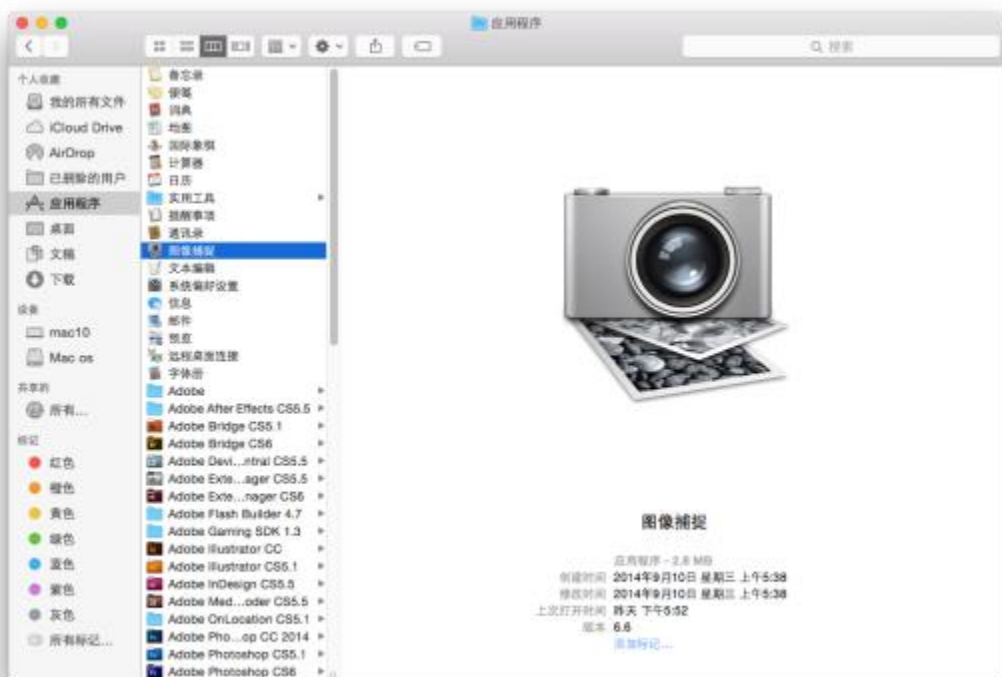 应用程序
搜索
个人收藏
我的所有文件
iCloud Drive
AirDrop
已删除的用户
应用程序
桌面
文稿
下载
设备
mac10
Mac os
共享的
所有...
标记
红色
橙色
黄色
绿色
蓝色
紫色
灰色
所有标记...
备忘录
便笺
词典
地图
国际象棋
计算器
日历
实用工具
提醒事项
通讯录
图像捕捉
文本编辑
系统偏好设置
信息
邮件
预览
远程桌面连接
字体册
Adobe
Adobe After Effects CS5.5
Adobe Bridge CS5.1
Adobe Bridge CS6
Adobe Devi...ntral CS5.5
Adobe Exte...ager CS5.5
Adobe Exte...nager CS6
Adobe Flash Builder 4.7
Adobe Gaming SDK 1.3
Adobe Illustrator CC
Adobe Illustrator CS5.1
Adobe InDesign CS5.5
Adobe Med...oder CS5.5
Adobe OnLocation CS5.1
Adobe Pho...op CC 2014
Adobe Photoshop CS5.1
Adobe Photoshop CS6
图像捕捉
应用程序 - 2.8 MB
创建时间 2014年9月10日 星期三 上午5:38
修改时间 2014年9月10日 星期三 上午5:38
上次打开时间 昨天 下午5:52
版本 6.6
添加标记...